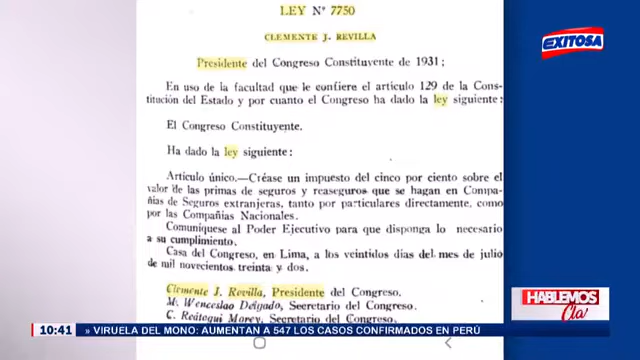 LEY Nº 7750
CLEMENTE J. REVILLA
EXITOSA
Presidente del Congreso Constituyente de 1931;
En uso de la facultad que le confiere el artículo 129 de la Cons-
titución del Estado y por cuanto el Congreso ha dado la ley siguiente:
El Congreso Constituyente.
Ha dado la ley siguiente:
Artículo único.—Créase un impuesto del cinco por ciento sobre el
valor de las primas de seguros y reaseguros que se hagan en Compa-
ñías de Seguros extranjeras, tanto por particulares directamente, como
por las Compañías Nacionales.
Comuníquese al Poder Ejecutivo para que disponga lo necesario
a su cumplimiento.
Casa del Congreso, en Lima, a los veintidos días del mes de julio
de mil novecientos treinta y dos.
Clemente J. Revilla, Presidente del Congreso.
M. Wenceslao Delgado, Secretario del Congreso.
C. Reátegui Morey, Secretario del Congreso.
HABLEMOS
Cla
10:41 » VIRUELA DEL MONO: AUMENTAN A 547 LOS CASOS CONFIRMADOS EN PERÚ